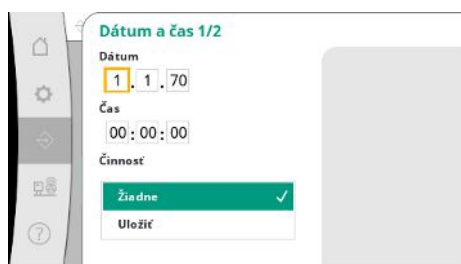 Dátum a čas 1/2
Dátum
1. 1. 70
Čas
00:00:00
Činnosť
Žiadne
Uložiť
?